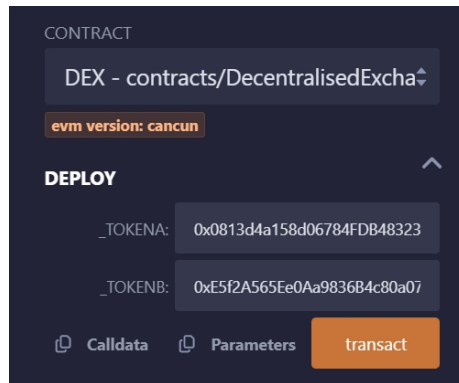 CONTRACT
DEX - contracts/DecentralisedExcha
evm version: cancun
DEPLOY
_TOKENA: 0x0813d4a158d06784FDB48323
_TOKENB: 0xE5f2A565Ee0Aa9836B4c80a07
Calldata Parameters transact